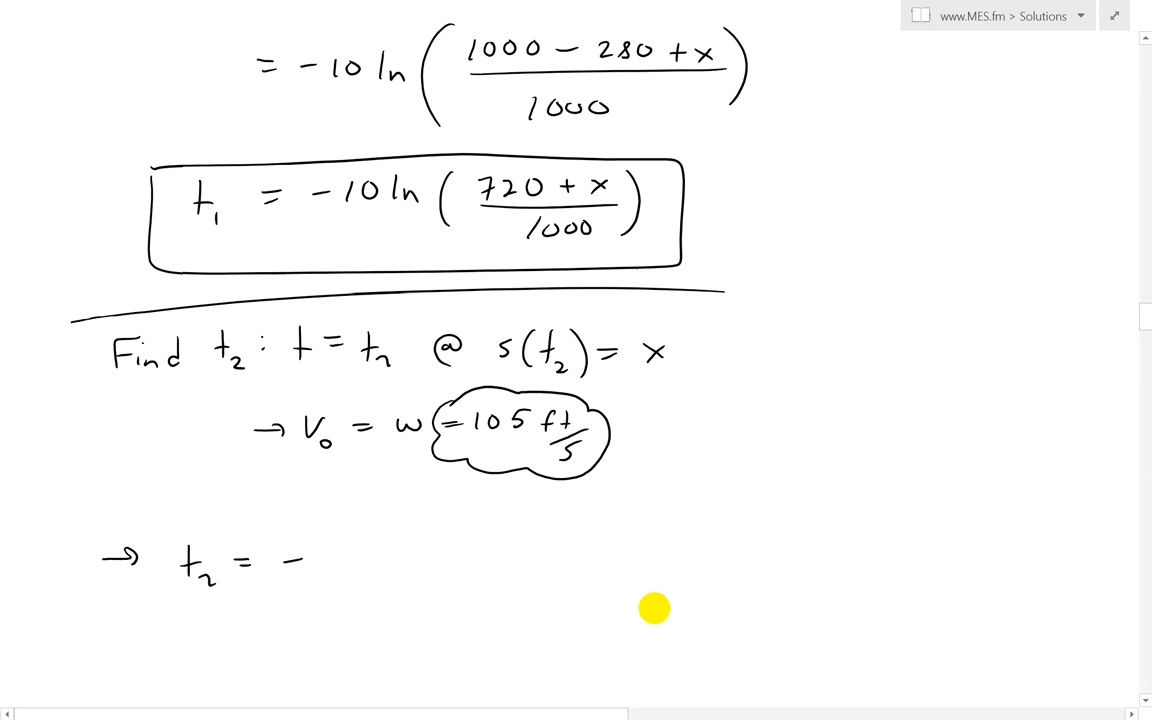 www.MES.fm > Solutions
= -10 ln ( (1000 - 280 + x) / 1000 )
t₁ = -10 ln ( (720 + x) / 1000 )
Find t₂ : t = t₂ @ s(t₂) = x
→ V₀ = w = 105 ft/s
→ t₂ = -